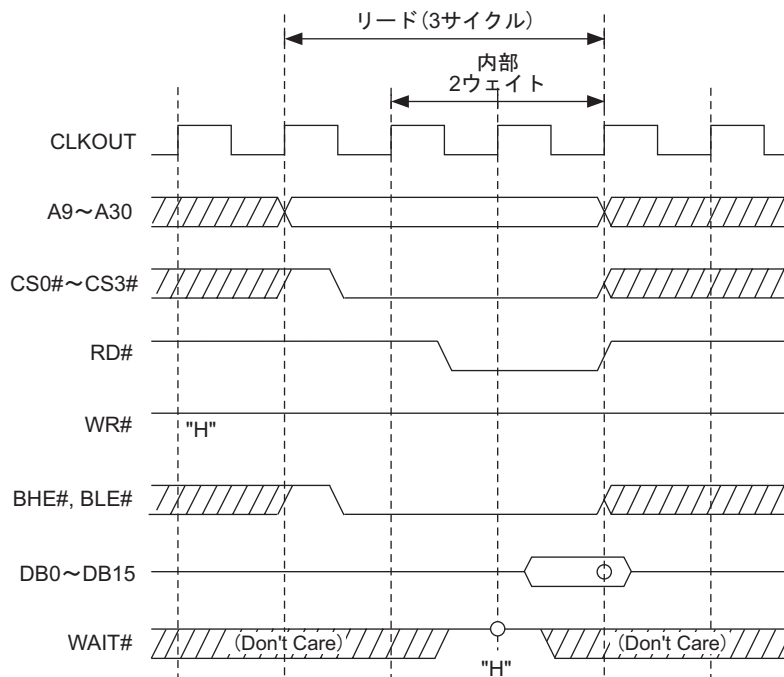 リード(3サイクル)
内部
2ウェイト
CLKOUT
A9～A30
CS0#～CS3#
RD#
WR#
"H"
BHE#, BLE#
DB0～DB15
WAIT#
(Don't Care)
(Don't Care)
"H"